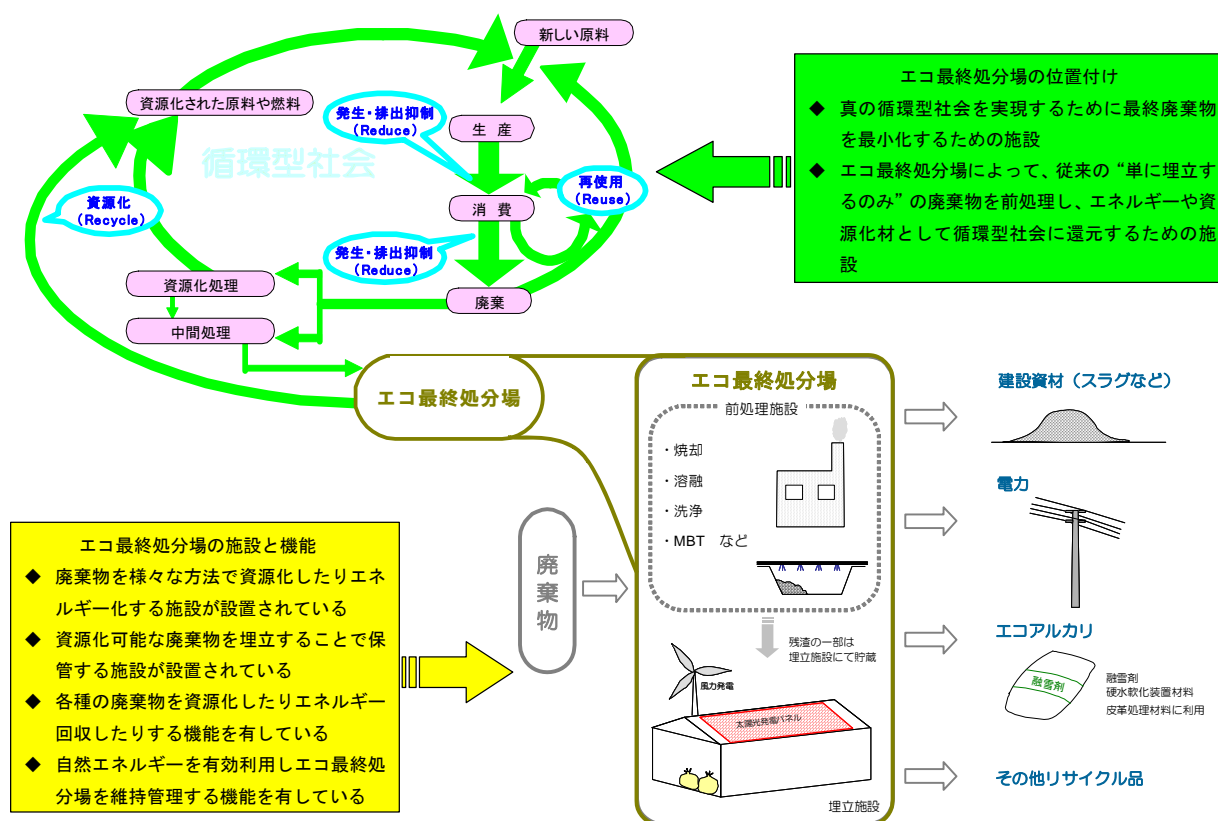 新しい原料
資源化された原料や燃料
発生・排出抑制
(Reduce)
生 産
循環型社会
資源化
(Recycle)
再使用
(Reuse)
消 費
発生・排出抑制
(Reduce)
資源化処理
廃棄
中間処理
エコ最終処分場の位置付け
◆ 真の循環型社会を実現するために最終廃棄物
を最小化するための施設
◆ エコ最終処分場によって、従来の“単に埋立す
るのみ”の廃棄物を前処理し、エネルギーや資
源化材として循環型社会に還元するための施
設
エコ最終処分場
エコ最終処分場
前処理施設
・焼却
・溶融
・洗浄
・MBT など
残渣の一部は
埋立施設にて貯蔵
風力発電
太陽光発電パネル
埋立施設
廃棄物
エコ最終処分場の施設と機能
◆ 廃棄物を様々な方法で資源化したりエネ
ルギー化する施設が設置されている
◆ 資源化可能な廃棄物を埋立することで保
管する施設が設置されている
◆ 各種の廃棄物を資源化したりエネルギー
回収したりする機能を有している
◆ 自然エネルギーを有効利用しエコ最終処
分場を維持管理する機能を有している
建設資材（スラグなど）
電力
エコアルカリ
融雪剤
融雪剤
硬水軟化装置材料
皮革処理材料に利用
その他リサイクル品